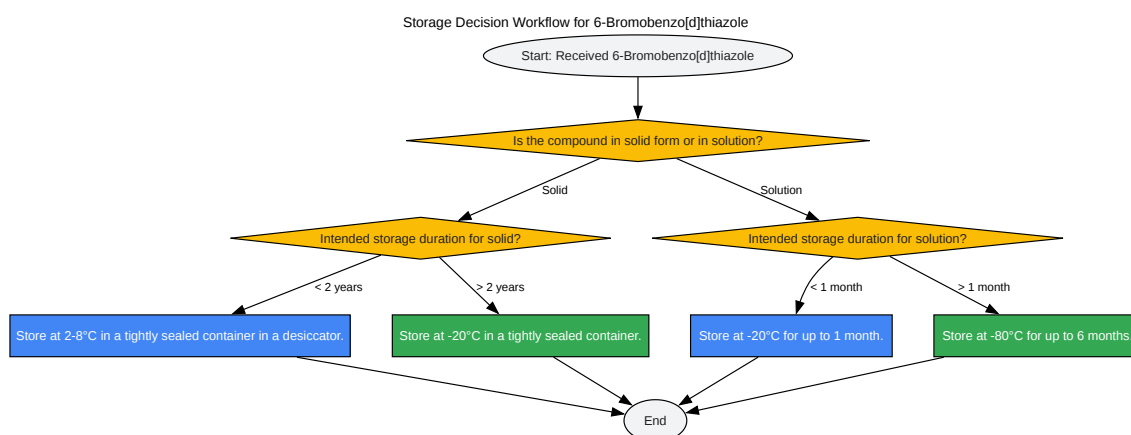 Storage Decision Workflow for 6-Bromobenzo[d]thiazole
Start: Received 6-Bromobenzo[d]thiazole
Is the compound in solid form or in solution?
Solid
Solution
Intended storage duration for solid?
Intended storage duration for solution?
< 2 years
> 2 years
< 1 month
> 1 month
Store at 2-8°C in a tightly sealed container in a desiccator.
Store at -20°C in a tightly sealed container.
Store at -20°C for up to 1 month.
Store at -80°C for up to 6 months.
End